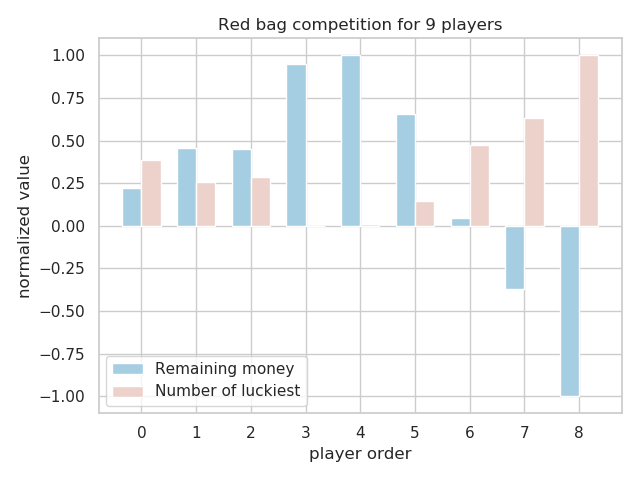 Red bag competition for 9 players
normalized value
1.00
0.75
0.50
0.25
0.00
−0.25
−0.50
−0.75
−1.00
Remaining money
Number of luckiest
0 1 2 3 4 5 6 7 8
player order